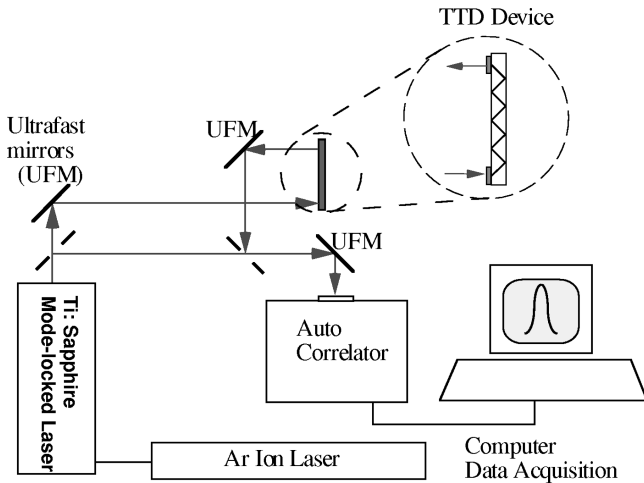 TTD Device
UFM
Ultrafast
mirrors
(UFM)
UFM
Ti: Sapphire
Mode-locked Laser
Auto
Correlator
Ar Ion Laser
Computer
Data Acquisition